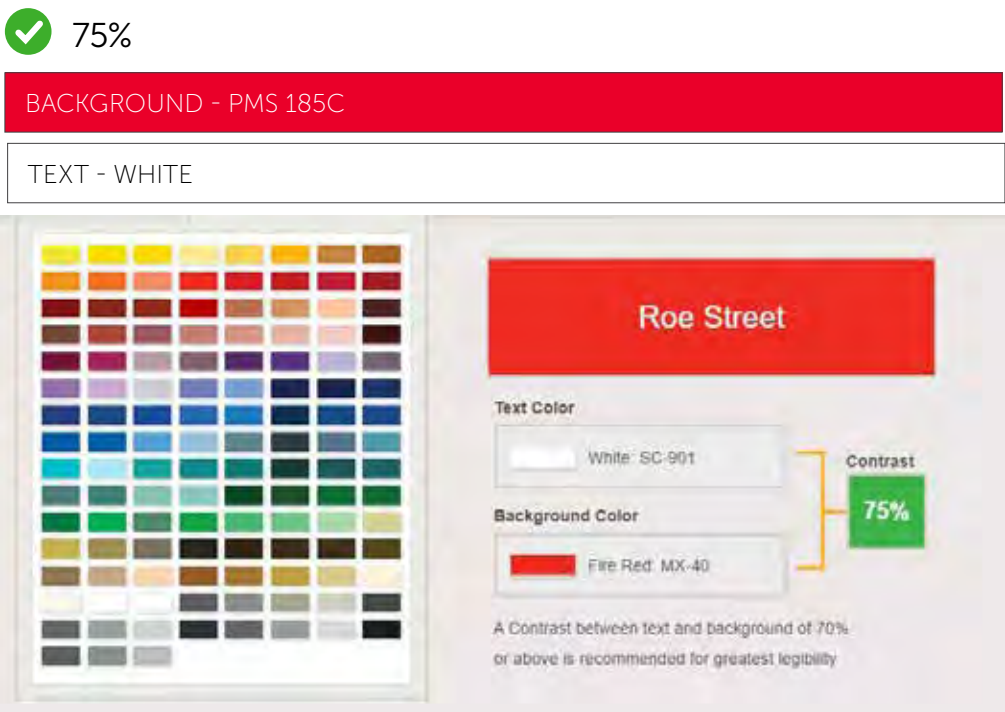 75%
BACKGROUND - PMS 185C
TEXT - WHITE
Roe Street
Text Color
White: SC-901
Contrast
75%
Background Color
Fire Red: MX-40
A Contrast between text and background of 70%
or above is recommended for greatest legibility